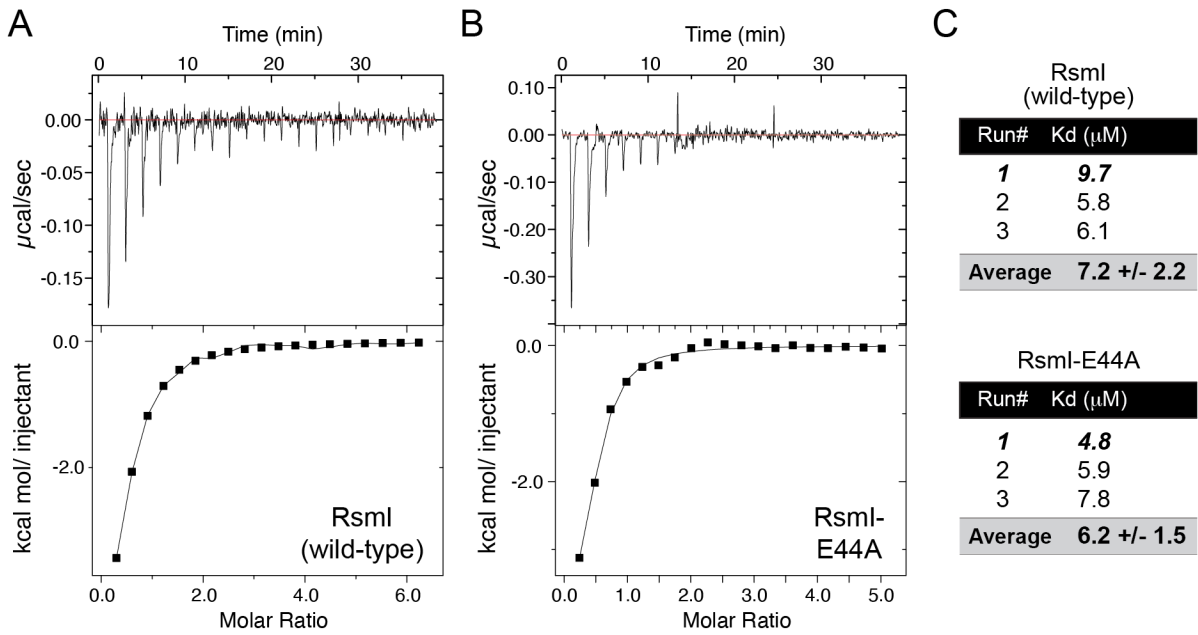 A
Time (min)
0 10 20 30
0.00
-0.05
-0.10
-0.15
µcal/sec
0.0
-2.0
kcal mol/ injectant
RsmI
(wild-type)
0.0 2.0 4.0 6.0
Molar Ratio
B
Time (min)
0 10 20 30
0.10
0.00
-0.10
-0.20
-0.30
µcal/sec
0.0
-2.0
kcal mol/ injectant
RsmI-
E44A
0.0 1.0 2.0 3.0 4.0 5.0
Molar Ratio
C
RsmI
(wild-type)
Run# Kd (µM)
1 9.7
2 5.8
3 6.1
Average 7.2 +/- 2.2
RsmI-E44A
Run# Kd (µM)
1 4.8
2 5.9
3 7.8
Average 6.2 +/- 1.5